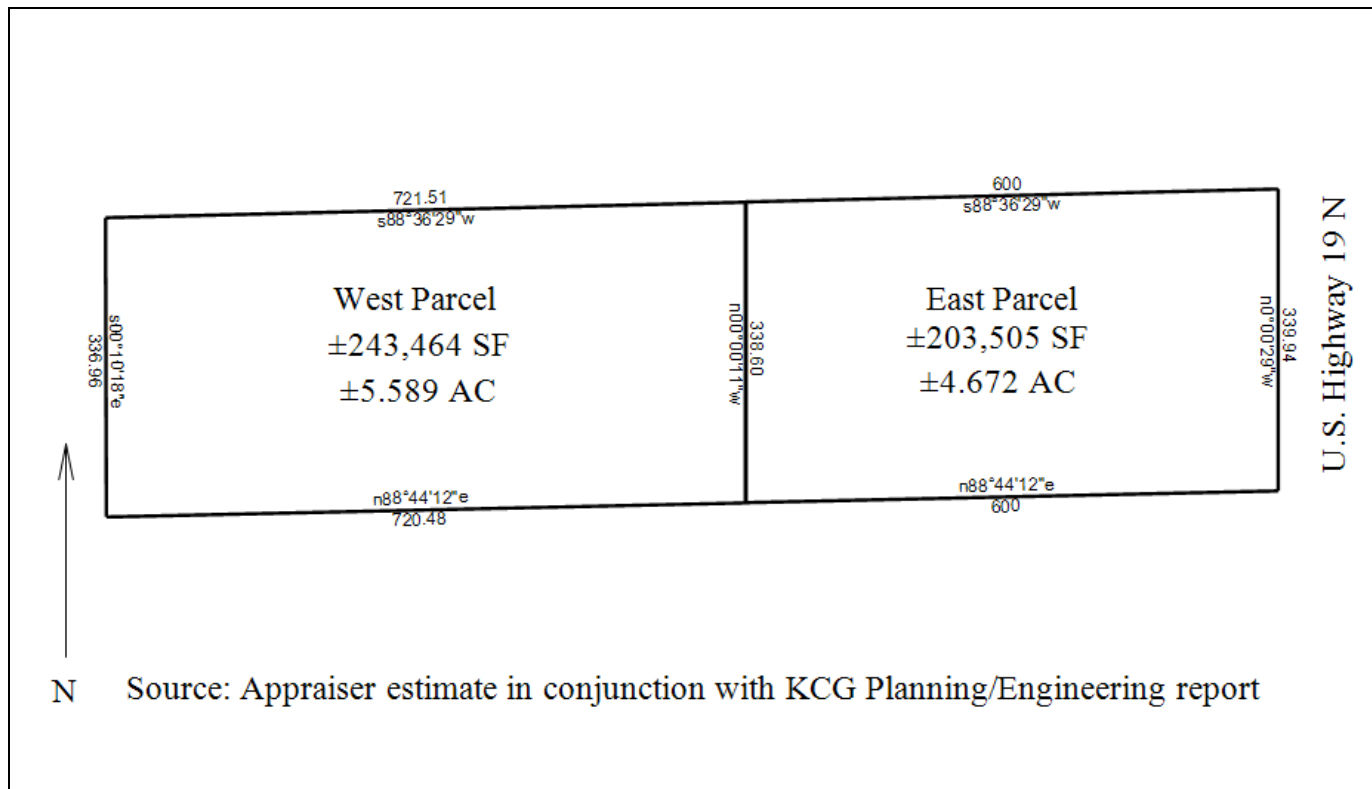 721.51
s88°36'29"w
600
s88°36'29"w
West Parcel
±243,464 SF
±5.589 AC
East Parcel
±203,505 SF
±4.672 AC
s00°10'18"e
336.96
338.60
n00°00'11"w
339.94
n0°00'29"w
U.S. Highway 19 N
n88°44'12"e
720.48
n88°44'12"e
600
N
Source: Appraiser estimate in conjunction with KCG Planning/Engineering report